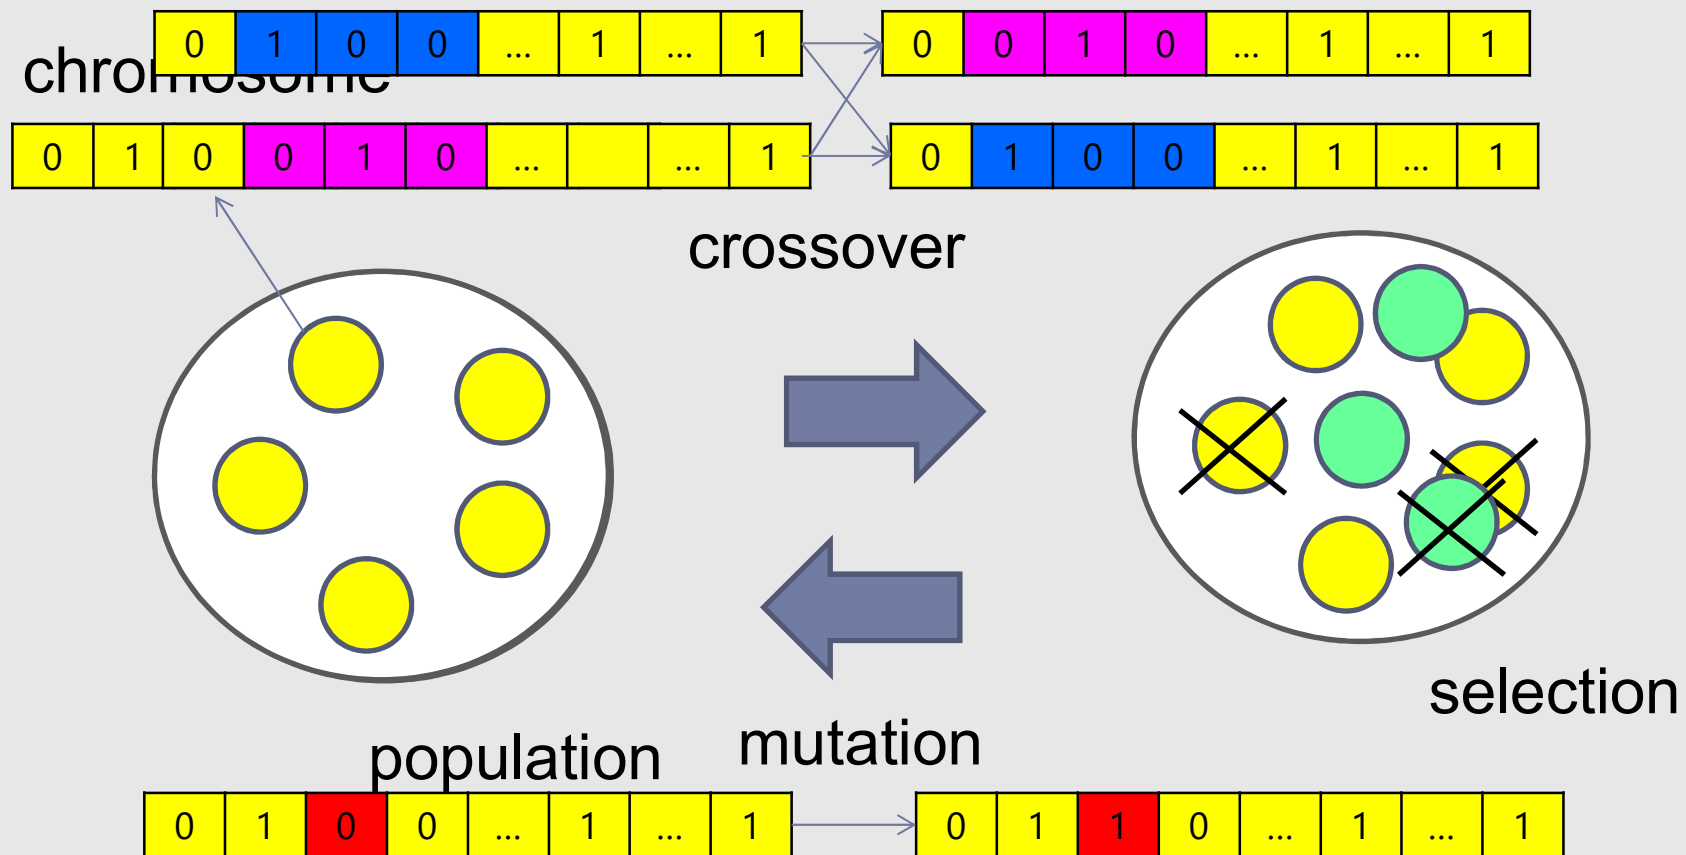 0 1 0 0 ... 1 ... 1
0 0 1 0 ... 1 ... 1
chromosome
0 1 0 0 1 0 ... ... 1
0 1 0 0 ... 1 ... 1
crossover
selection
mutation
population
0 1 0 0 ... 1 ... 1
0 1 1 0 ... 1 ... 1